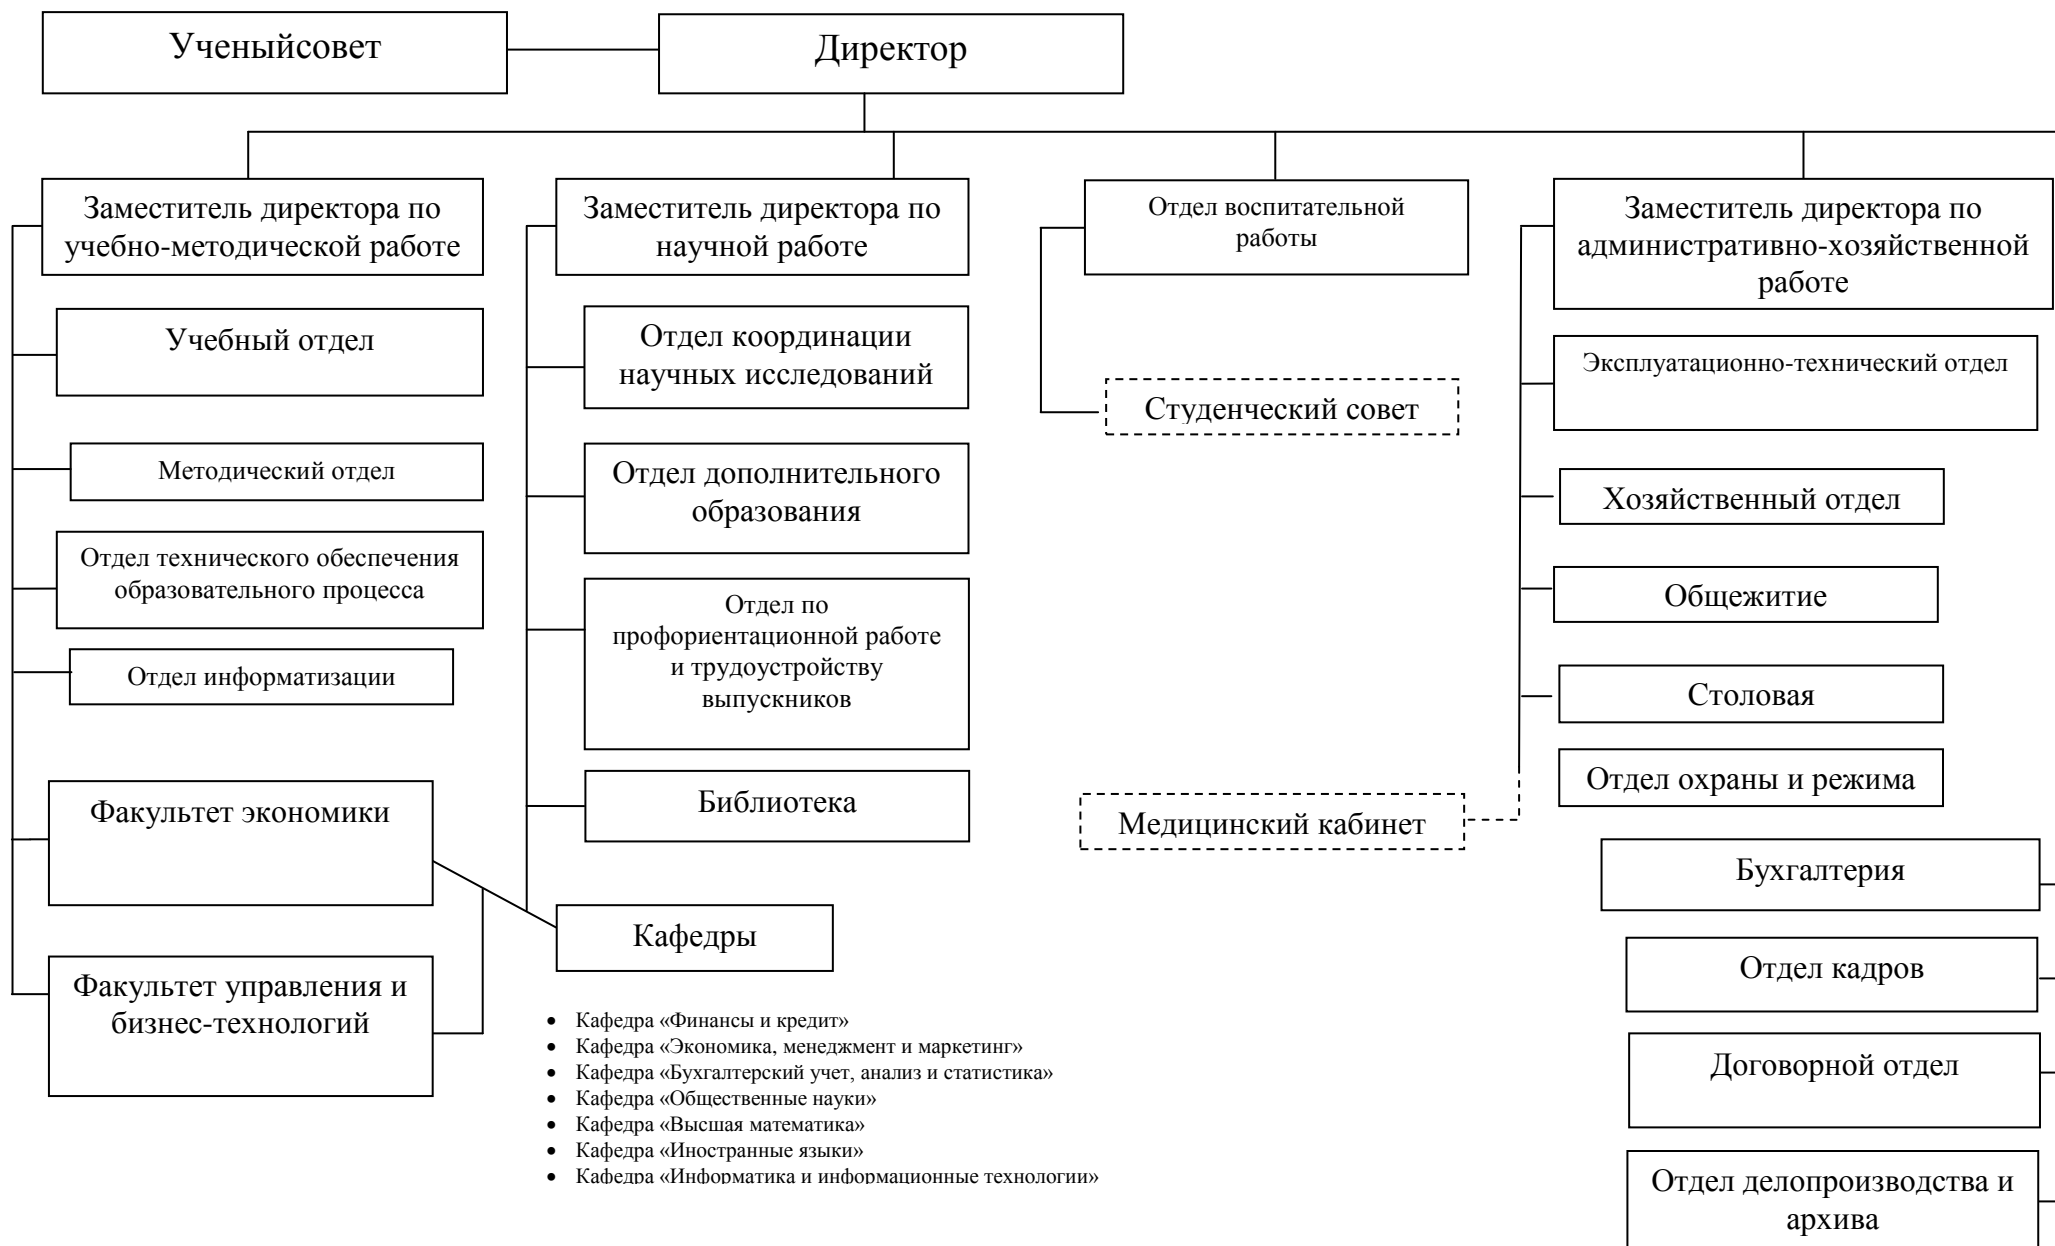 Ученыйсовет
Директор
Заместитель директора по
учебно-методической работе
Учебный отдел
Методический отдел
Отдел технического обеспечения
образовательного процесса
Отдел информатизации
Факультет экономики
Факультет управления и
бизнес-технологий
Заместитель директора по
научной работе
Отдел координации
научных исследований
Отдел дополнительного
образования
Отдел по
профориентационной работе
и трудоустройству
выпускников
Библиотека
Кафедры
• Кафедра «Финансы и кредит»
• Кафедра «Экономика, менеджмент и маркетинг»
• Кафедра «Бухгалтерский учет, анализ и статистика»
• Кафедра «Общественные науки»
• Кафедра «Высшая математика»
• Кафедра «Иностранные языки»
• Кафедра «Информатика и информационные технологии»
Отдел воспитательной
работы
Студенческий совет
Медицинский кабинет
Заместитель директора по
административно-хозяйственной
работе
Эксплуатационно-технический отдел
Хозяйственный отдел
Общежитие
Столовая
Отдел охраны и режима
Бухгалтерия
Отдел кадров
Договорной отдел
Отдел делопроизводства и
архива